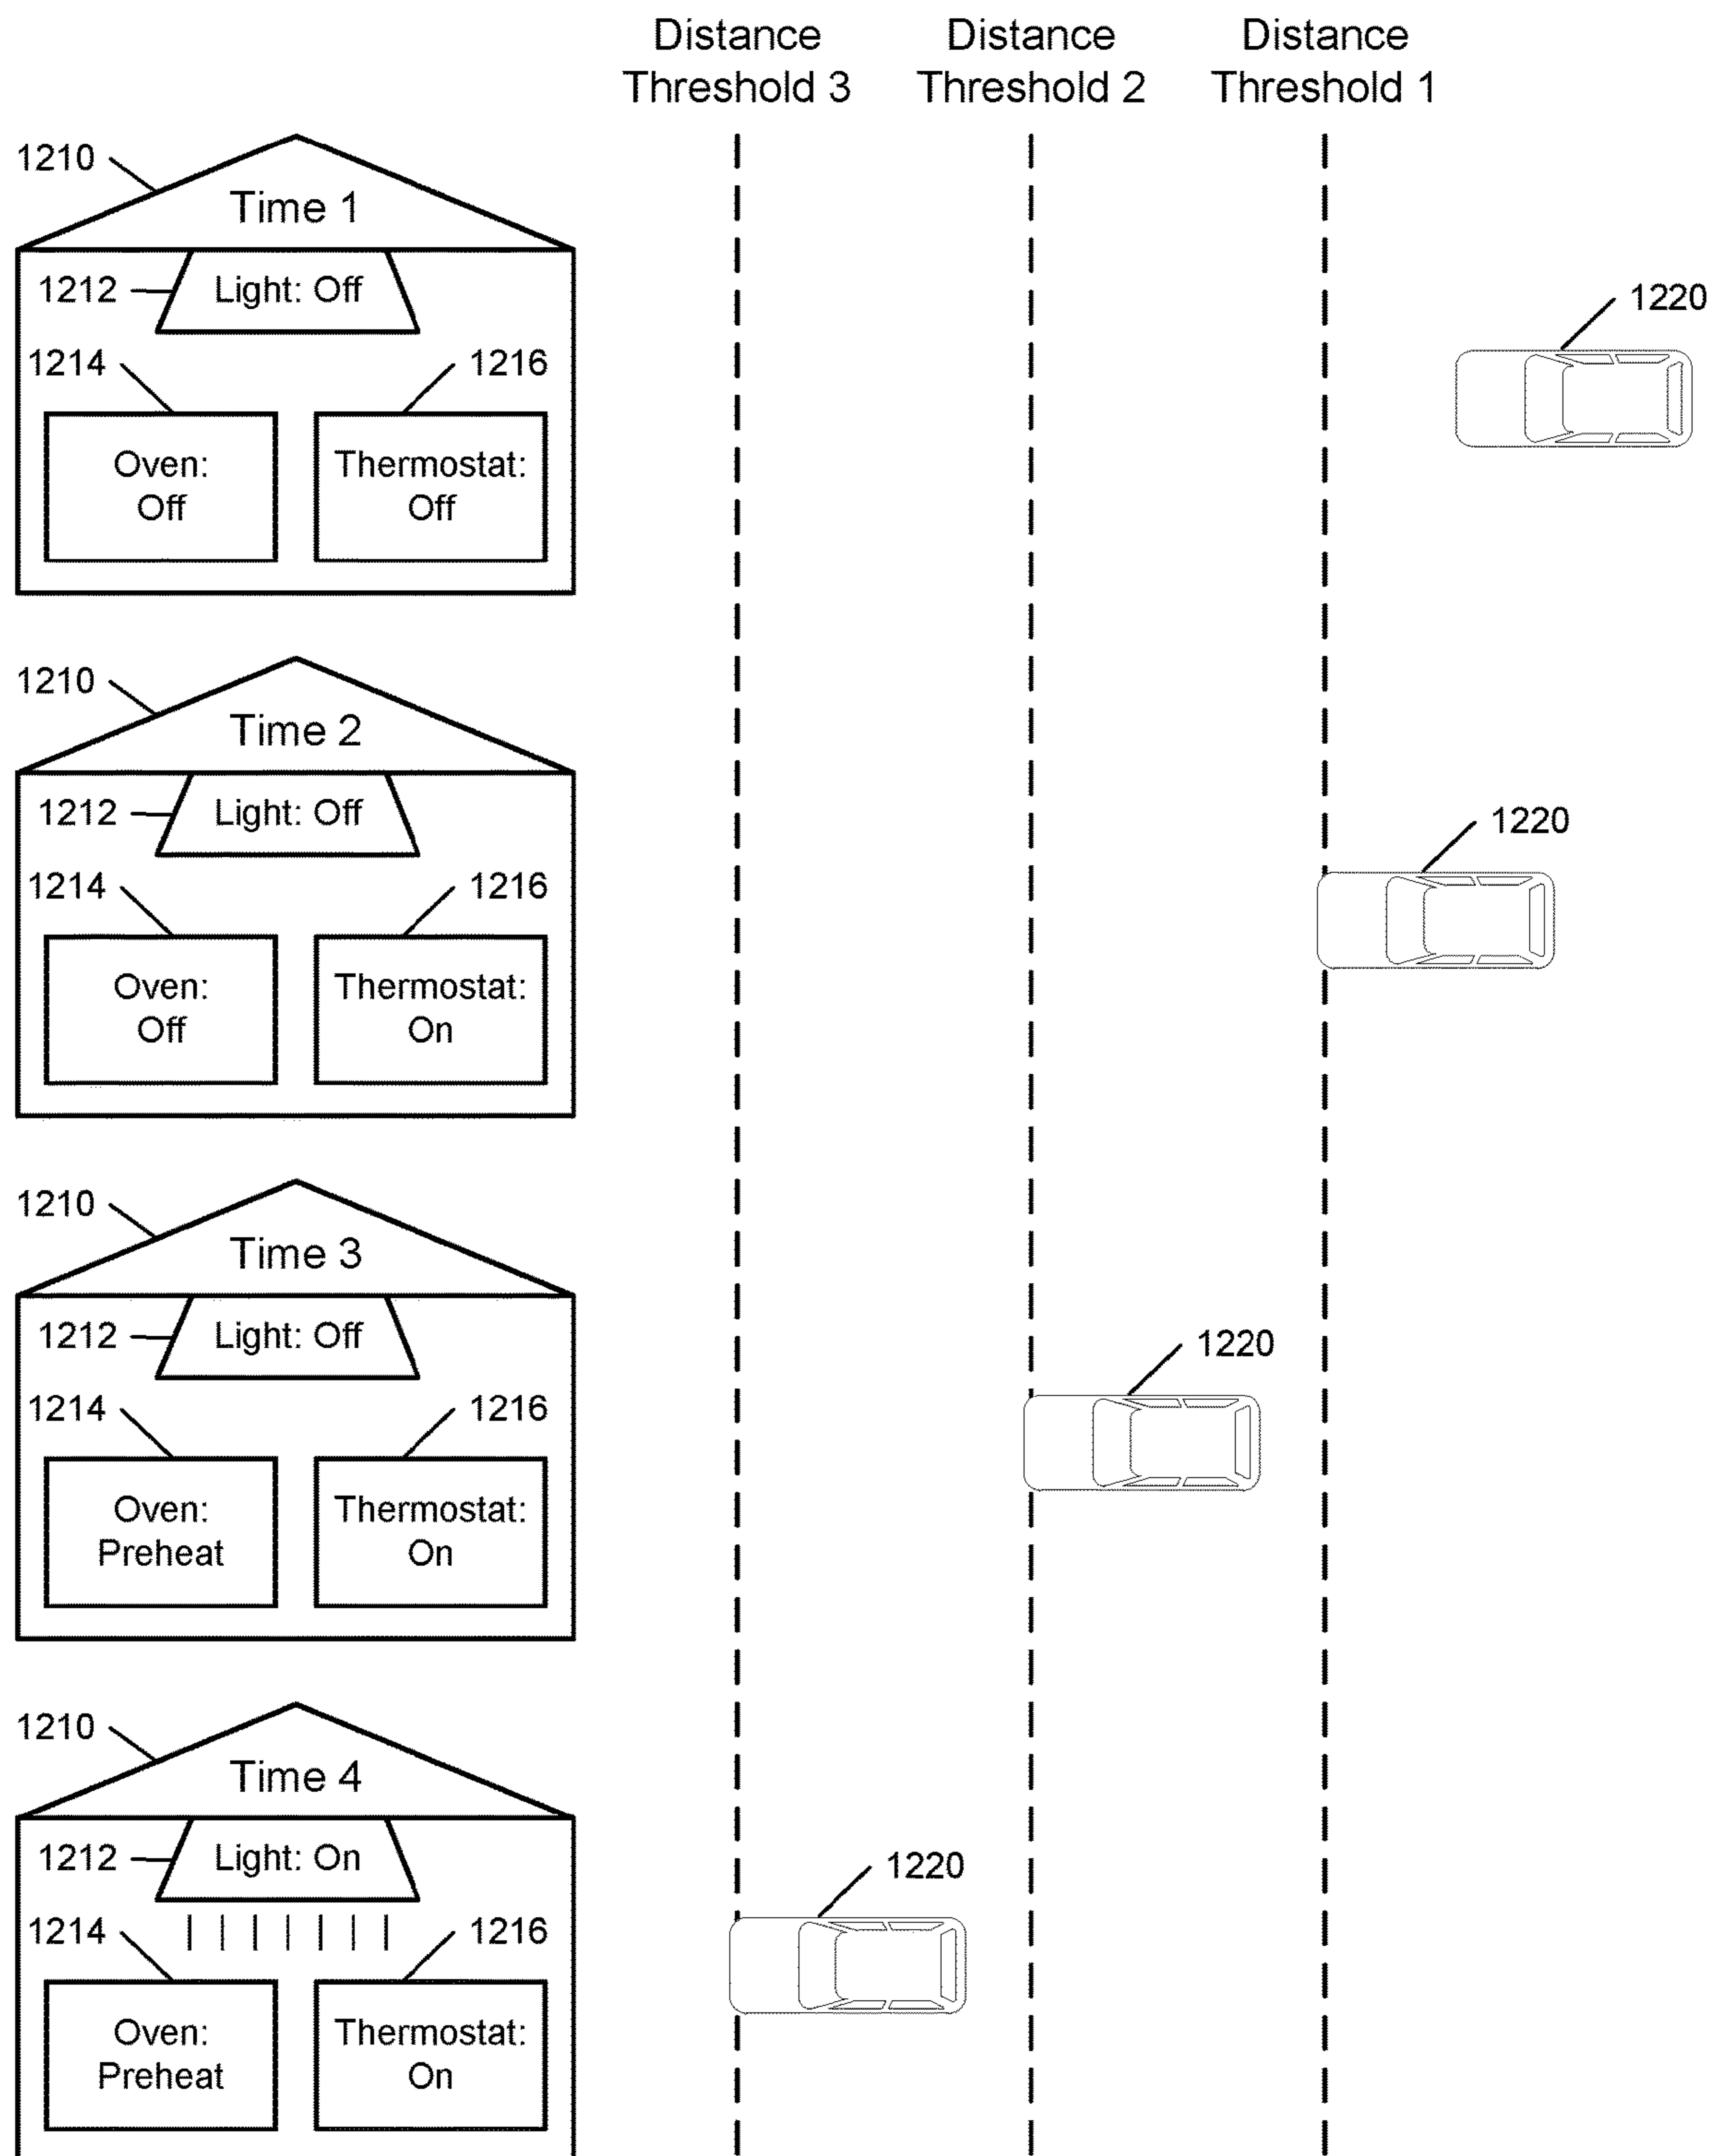 Distance
Threshold 3
Distance
Threshold 2
Distance
Threshold 1
1210
Time 1
1212
Light: Off
1214
1216
Oven:
Off
Thermostat:
Off
1220
1210
Time 2
1212
Light: Off
1214
1216
Oven:
Off
Thermostat:
On
1220
1210
Time 3
1212
Light: Off
1214
1216
Oven:
Preheat
Thermostat:
On
1220
1210
Time 4
1212
Light: On
1214
1216
Oven:
Preheat
Thermostat:
On
1220